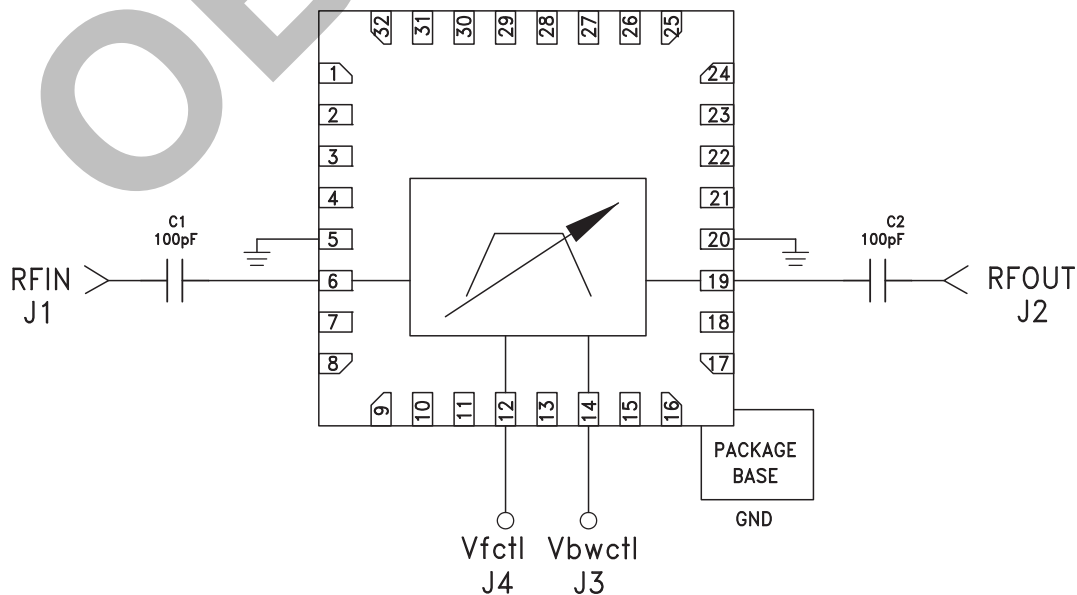 32 31 30 29 28 27 26 25
1
2
3
4
5
6
7
8
24
23
22
21
20
19
18
17
9 10 11 12 13 14 15 16
C1
100pF
RFIN
J1
C2
100pF
RFOUT
J2
PACKAGE
BASE
GND
Vfctl
J4
Vbwctl
J3